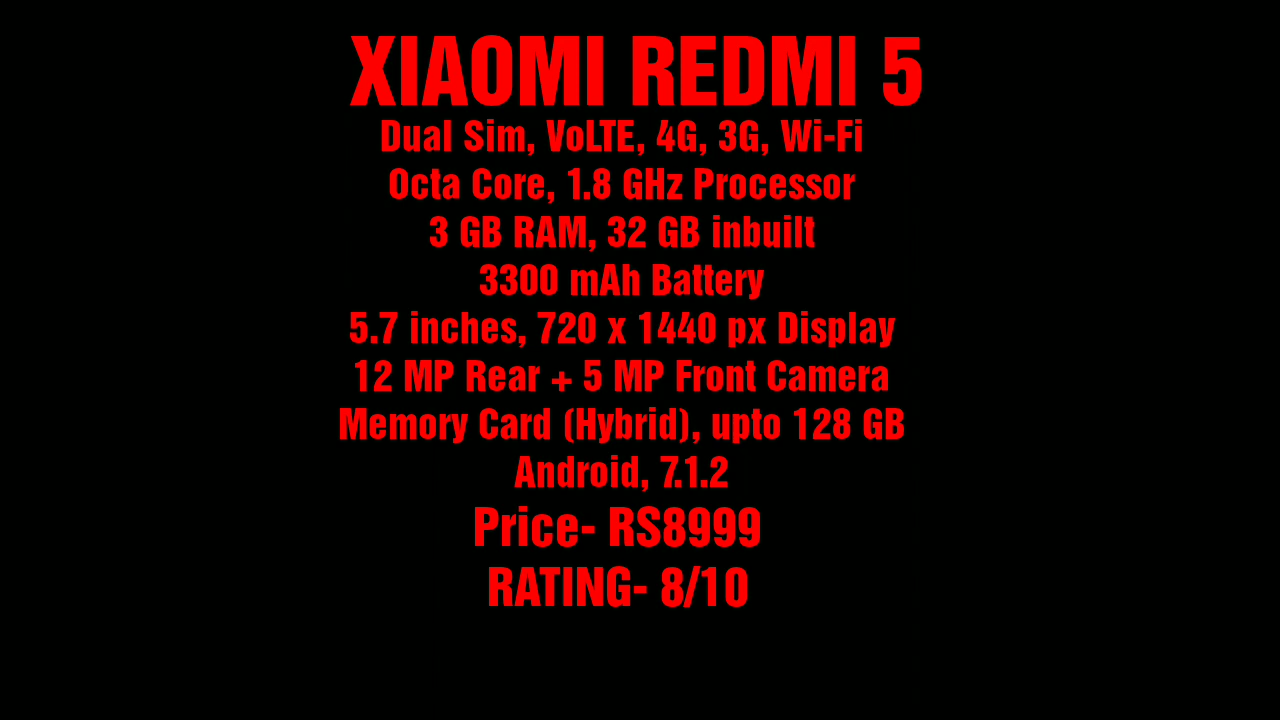 XIAOMI REDMI 5
Dual Sim, VoLTE, 4G, 3G, Wi-Fi
Octa Core, 1.8 GHz Processor
3 GB RAM, 32 GB inbuilt
3300 mAh Battery
5.7 inches, 720 x 1440 px Display
12 MP Rear + 5 MP Front Camera
Memory Card (Hybrid), upto 128 GB
Android, 7.1.2
Price- RS8999
RATING- 8/10